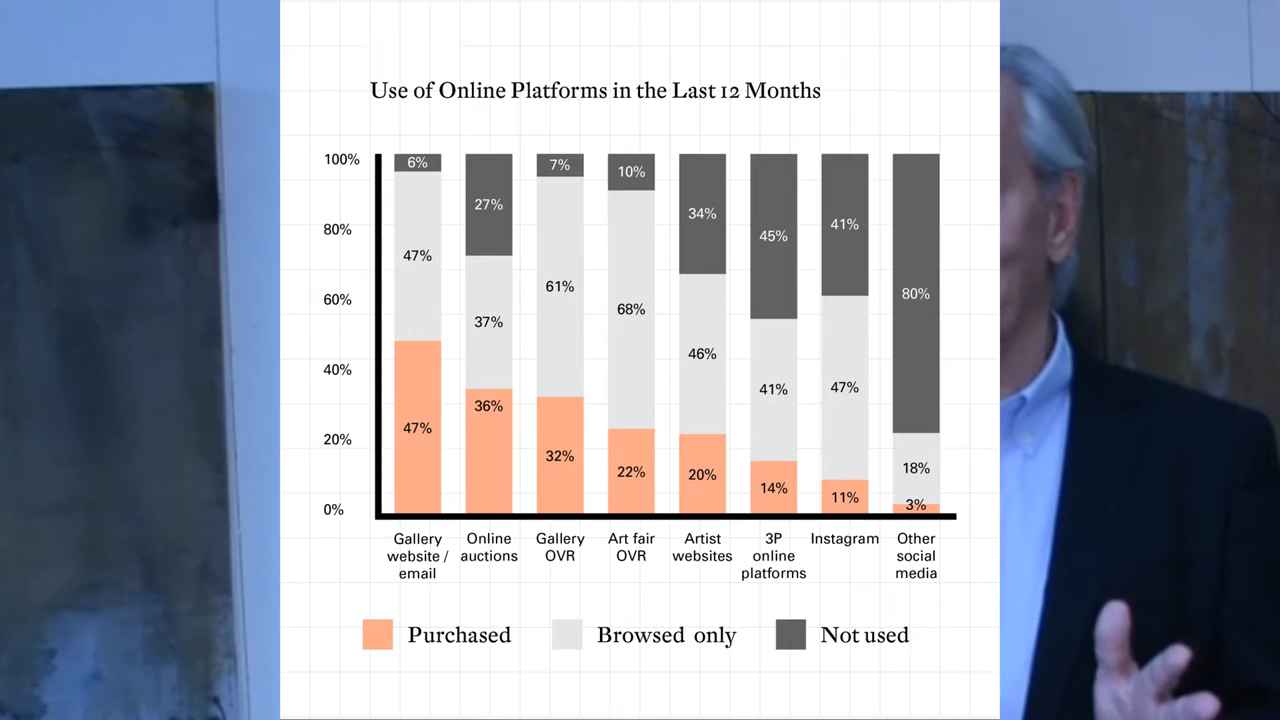 Use of Online Platforms in the Last 12 Months
100%
80%
60%
40%
20%
0%
6%
47%
47%
27%
37%
36%
7%
61%
32%
10%
68%
22%
34%
46%
20%
45%
41%
14%
41%
47%
11%
80%
18%
3%
Gallery
website /
email
Online
auctions
Gallery
OVR
Art fair
OVR
Artist
websites
3P
online
platforms
Instagram
Other
social
media
Purchased
Browsed only
Not used